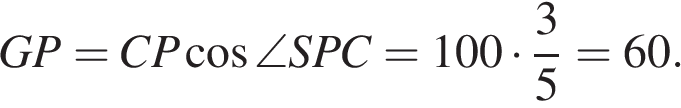 GP = CP cos ∠SPC = 100 · 3/5 = 60.